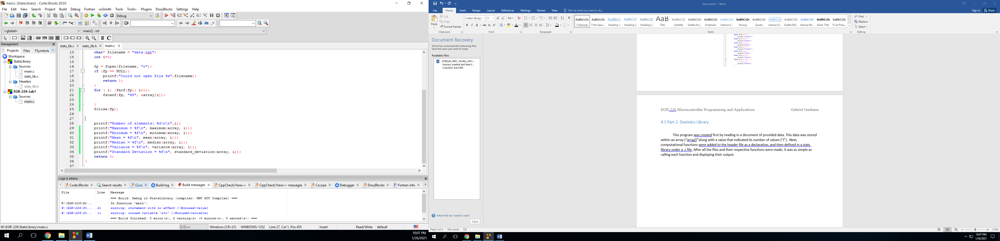 main.c (StatsLibrary) - Code::Blocks 20.03
File Edit View Search Project Build Debug Fortran wxSmith Tools Tools+ Plugins DoxyBlocks Settings Help
Debug
/** *<
<global>
main() : int
S C
Management
Projects Files FSymbols
Workspace
StatsLibrary
Sources
main.c
stats_lib.c
Headers
stats_lib.h
EGR-226-Lab1
Sources
main.c
stats_lib.c stats_lib.h main.c
13 char* filename = "data.txt";
14 int i=0;
15
16 fp = fopen(filename, "r");
17 if (fp == NULL){
18 printf("Could not open file %s",filename);
19 return 1;
20 }
21 for ( i; !feof(fp); i++){
22 fscanf(fp, "%f", &array[i]);
23
24 }
25 fclose(fp);
26
27
28 printf("Number of elements: %d\n\n",i);
29 printf("Maximum = %f\n", maximum(array, i));
30 printf("Minimum = %f\n", minimum(array, i));
31 printf("Mean = %f\n", mean(array, i));
32 printf("Median = %f\n", median(array, i));
33 printf("Variance = %f\n", variance(array, i));
34 printf("Standard Deviation = %f\n", standard_deviation(array, i));
35 return 0;
36 }
37
Logs & others
Code::Blocks Search results Cccc Build log Build messages CppCheck/Vera++ CppCheck/Vera++ messages Cscope Debugger DoxyBlocks Fortran info
File Line Message
=== Build: Debug in StatsLibrary (compiler: GNU GCC Compiler) ===
W:\EGR-226\St... In function 'main':
W:\EGR-226\St... 21 warning: statement with no effect [-Wunused-value]
W:\EGR-226\St... 11 warning: unused variable 'str' [-Wunused-variable]
=== Build finished: 0 error(s), 2 warning(s) (0 minute(s), 0 second(s)) ===
W:\EGR-226\StatsLibrary\main.c C/C++ Windows (CR+LF) WINDOWS-1252 Line 27, Col 1, Pos 455 Insert Read/Write default
10:07 PM
1/26/2021
Document1 - Word
File Home Insert Design Layout References Mailings Review View Tell me what you want to do...
Sign in Share
Paste
Cut
Copy
Format Painter
Clipboard
Calibri (Body) 11
Font
Paragraph
¶ Normal ¶ No Spac... Heading 1 Heading 2 Heading 3 Title Subtitle Subtle Em... Emphasis Intense E... Strong Quote Intense Q... Subtle Ref... Intense Re... Book Title ¶ List Para...
Styles
Find
Replace
Select
Editing
Document Recovery
Word has recovered the following files.
Save the ones you wish to keep.
Available Files
EGR226_HM1_Winter_2021 ..
Version created last time t...
1/24/2021 8:02 PM
Which file do I want to save?
Close
printf("Yellow");
printf("Green");
printf("Blue");
printf("Violet");
printf("Grey");
printf("White");
printf("Brown");
EGR:226 Microcontroller Programming and Applications Gabriel Gasbarre
4.1 Part 2: Statistics Library
This program was created first by reading in a document of provided data. This data was stored
within an array (“array[]”along with a value that indicated its number of values (“I”) . Next,
computational functions were added to the header file as a declaration, and then defined in a stats
library under a .c file. After all the files and their respective functions were made, it was as simple as
calling each function and displaying their output.
Page 5 of 5 506 words
114%
10:07 PM
1/26/2021